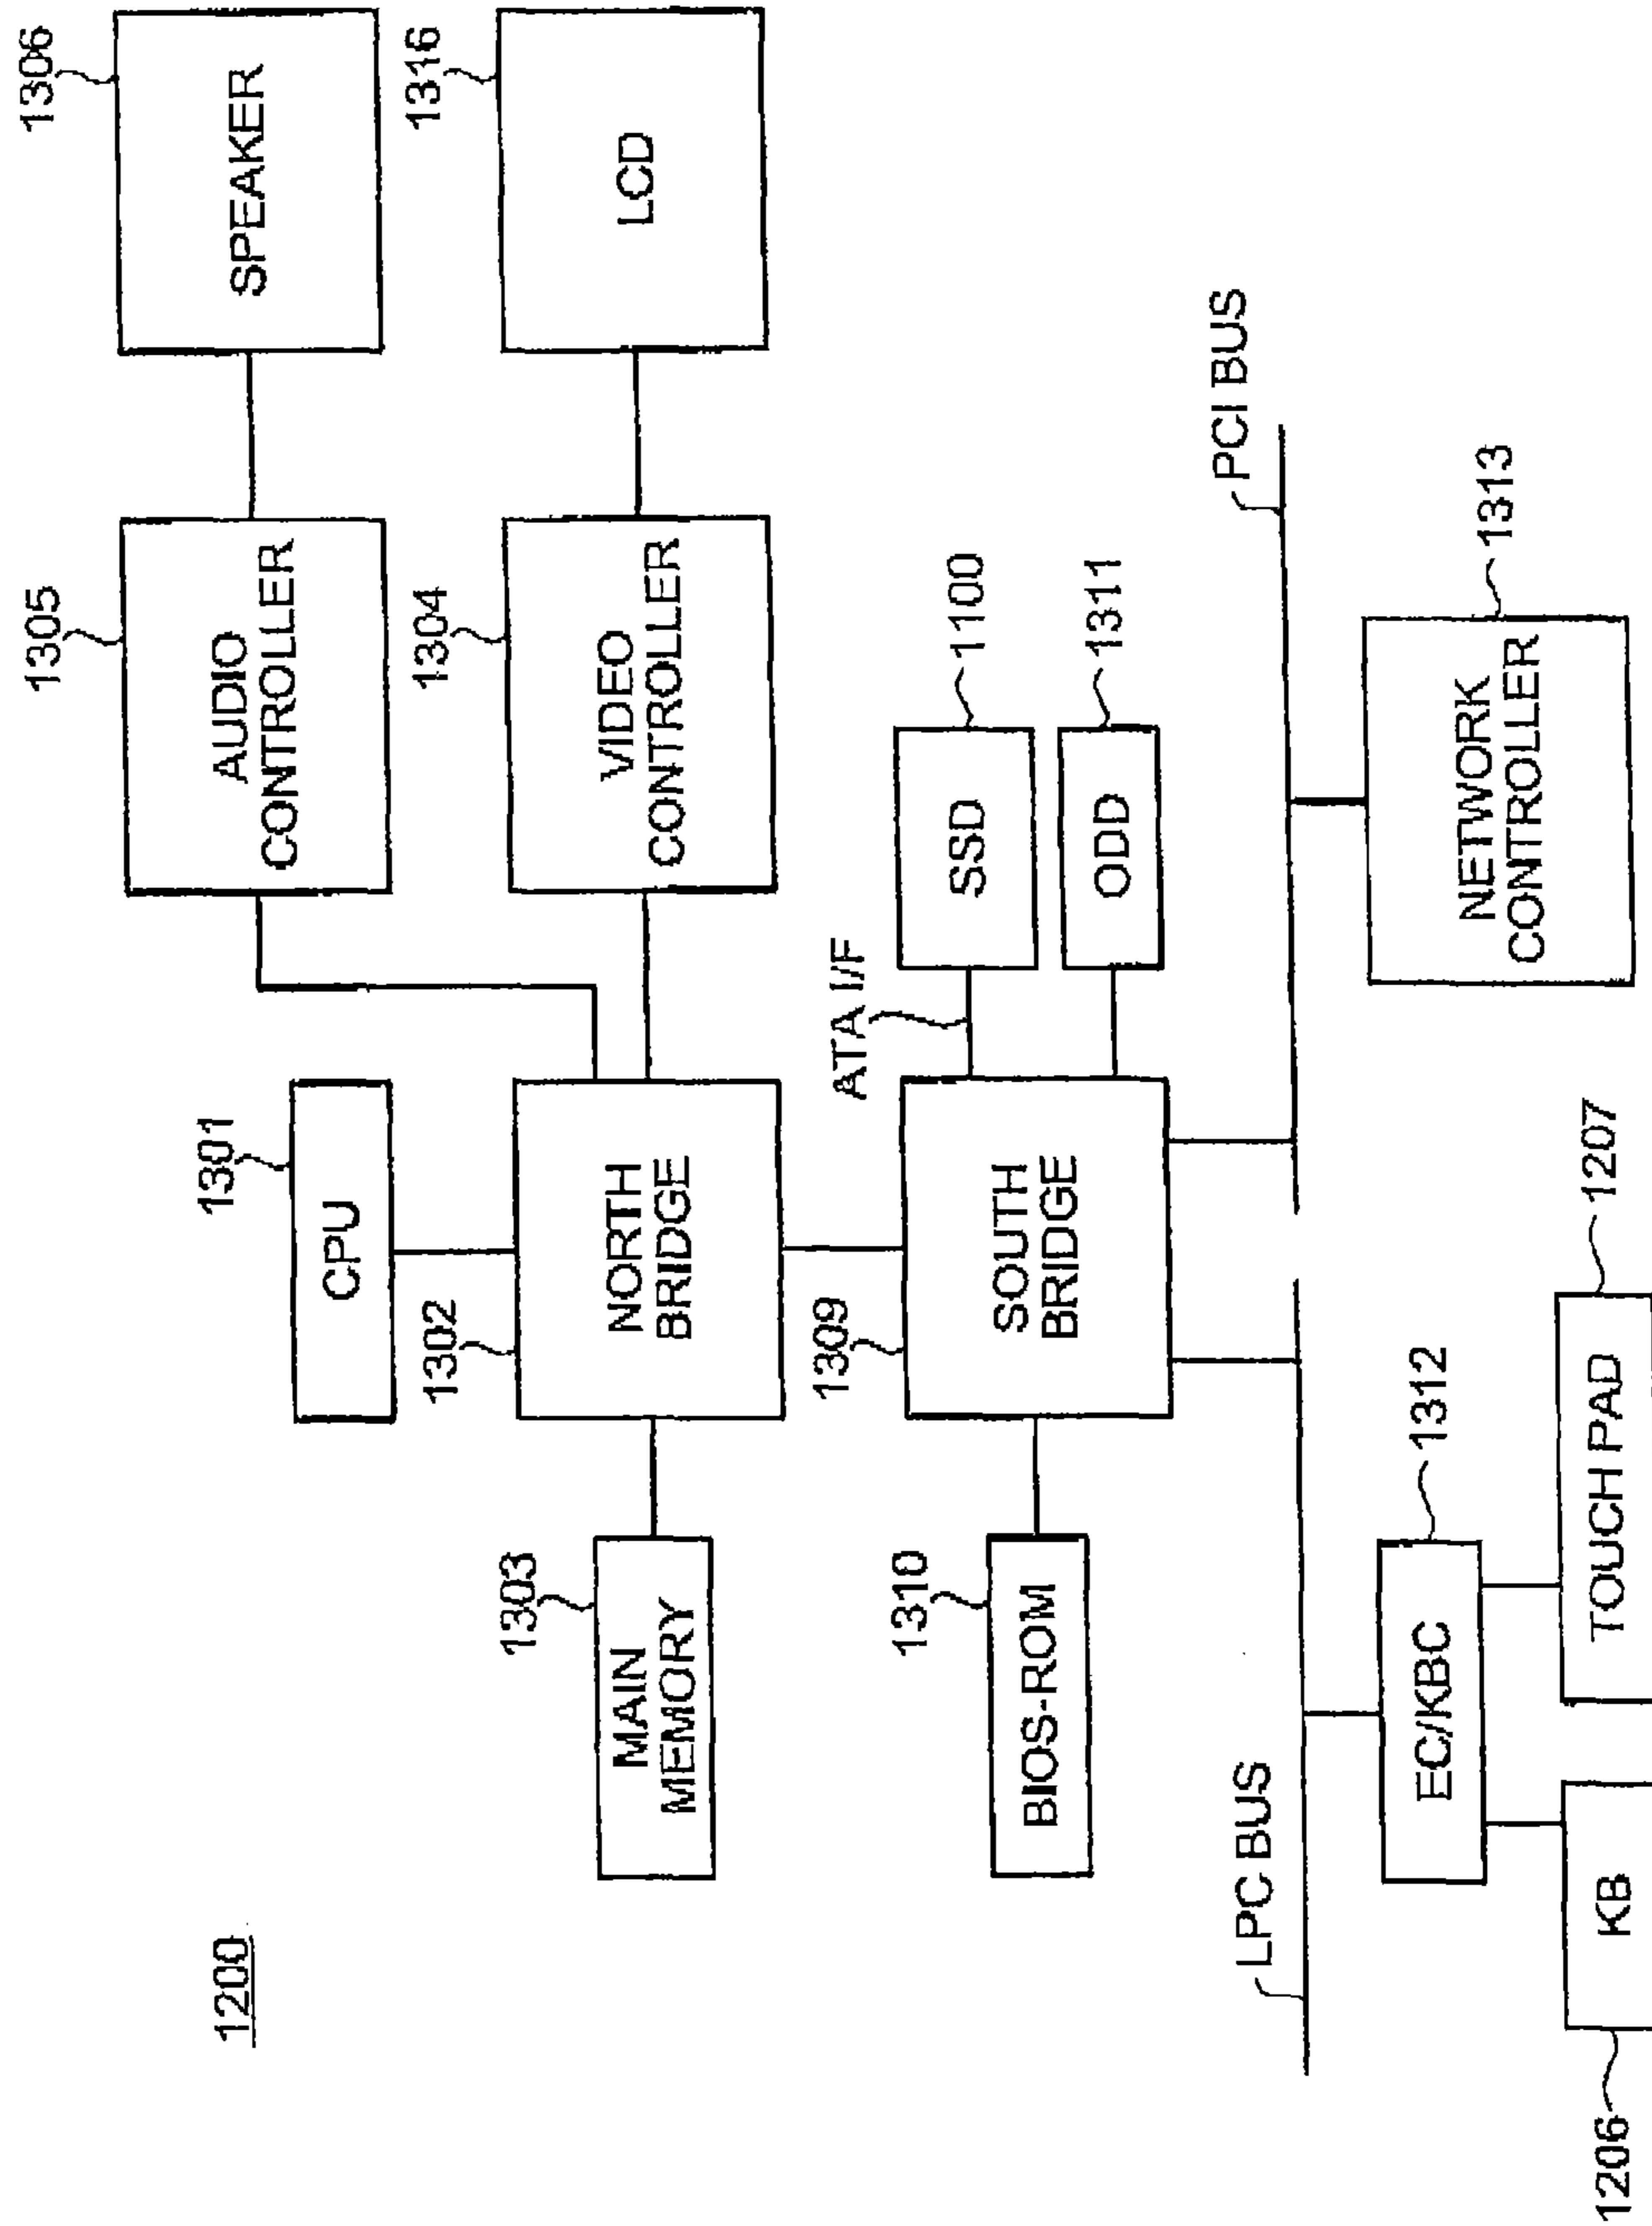 1200
1301
CPU
1305
AUDIO
CONTROLLER
1306
SPEAKER
1303
MAIN
MEMORY
1302
NORTH
BRIDGE
1304
VIDEO
CONTROLLER
1316
LCD
1310
BIOS-ROM
1309
SOUTH
BRIDGE
ATA I/F
SSD
1100
ODD
1311
LPC BUS
PCI BUS
EC/KBC
1312
NETWORK
CONTROLLER
1313
1206
KB
TOUCH PAD
1207